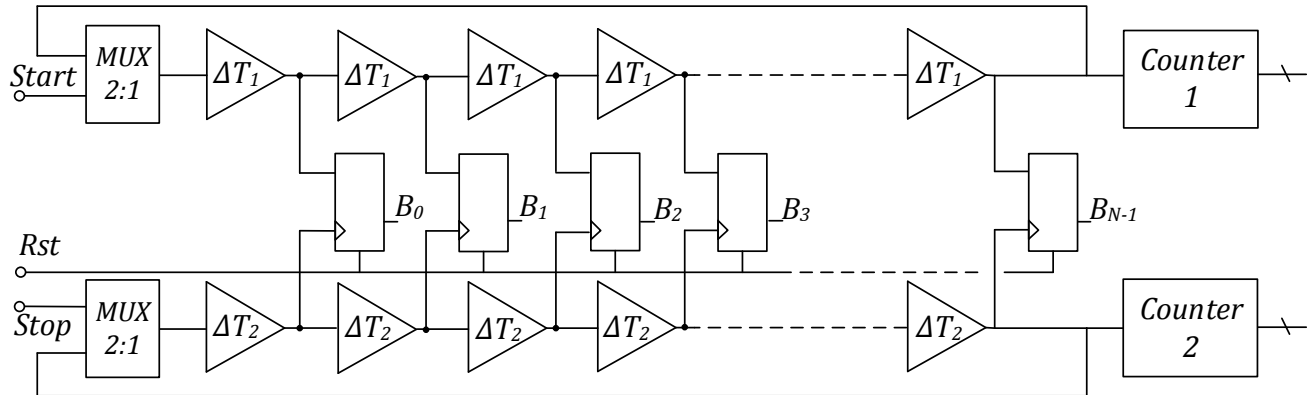 MUX
2:1
ΔT₁
ΔT₁
ΔT₁
ΔT₁
ΔT₁
Counter
1
Start
B₀
B₁
B₂
B₃
B_N-1
Rst
Stop
MUX
2:1
ΔT₂
ΔT₂
ΔT₂
ΔT₂
ΔT₂
Counter
2